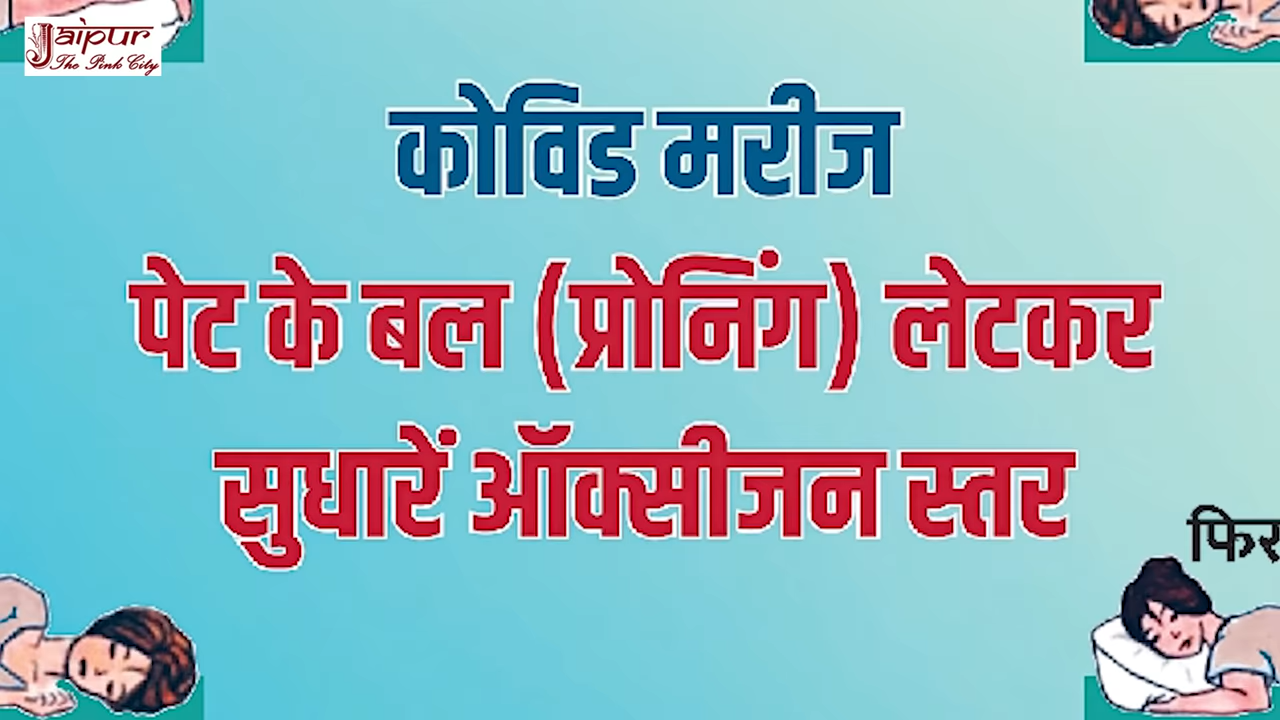 Jaipur
The Pink City
कोविड मरीज
पेट के बल (प्रोनिंग) लेटकर
सुधारें ऑक्सीजन स्तर
फिर